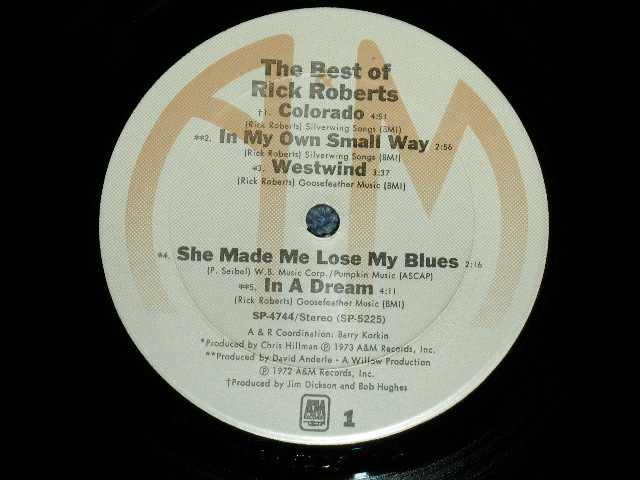 The Best of
Rick Roberts
†1. Colorado 4:51
(Rick Roberts) Silverwing Songs (BMI)
**2. In My Own Small Way 2:56
(Rick Roberts) Silverwing Songs (BMI)
*3. Westwind 3:37
(Rick Roberts) Goosefeather Music (BMI)
*4. She Made Me Lose My Blues 2:16
(P. Seibel) W.B. Music Corp./Pumpkin Music (ASCAP)
**5. In A Dream 4:11
(Rick Roberts) Goosefeather Music (BMI)
SP-4744/Stereo (SP-5225)
A & R Coordination: Barry Korkin
*Produced by Chris Hillman ℗ 1973 A&M Records, Inc.
**Produced by David Anderle • A Willow Production
℗ 1972 A&M Records, Inc.
†Produced by Jim Dickson and Bob Hughes
A&M
RECORDS
1